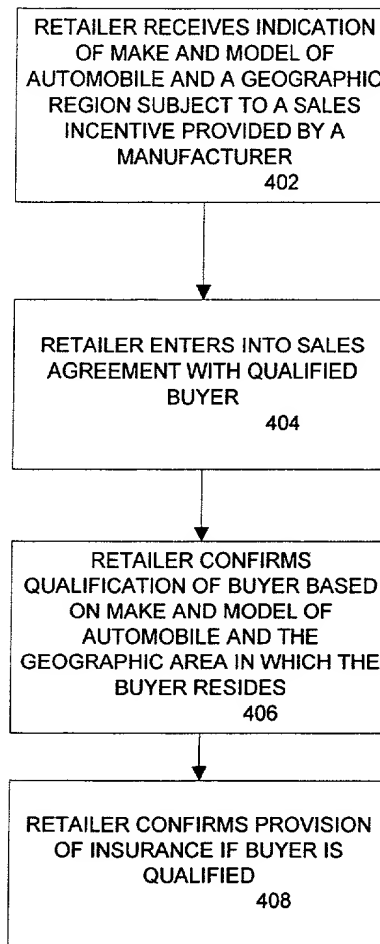 RETAILER RECEIVES INDICATION
OF MAKE AND MODEL OF
AUTOMOBILE AND A GEOGRAPHIC
REGION SUBJECT TO A SALES
INCENTIVE PROVIDED BY A
MANUFACTURER
402
RETAILER ENTERS INTO SALES
AGREEMENT WITH QUALIFIED
BUYER
404
RETAILER CONFIRMS
QUALIFICATION OF BUYER BASED
ON MAKE AND MODEL OF
AUTOMOBILE AND THE
GEOGRAPHIC AREA IN WHICH THE
BUYER RESIDES
406
RETAILER CONFIRMS PROVISION
OF INSURANCE IF BUYER IS
QUALIFIED
408